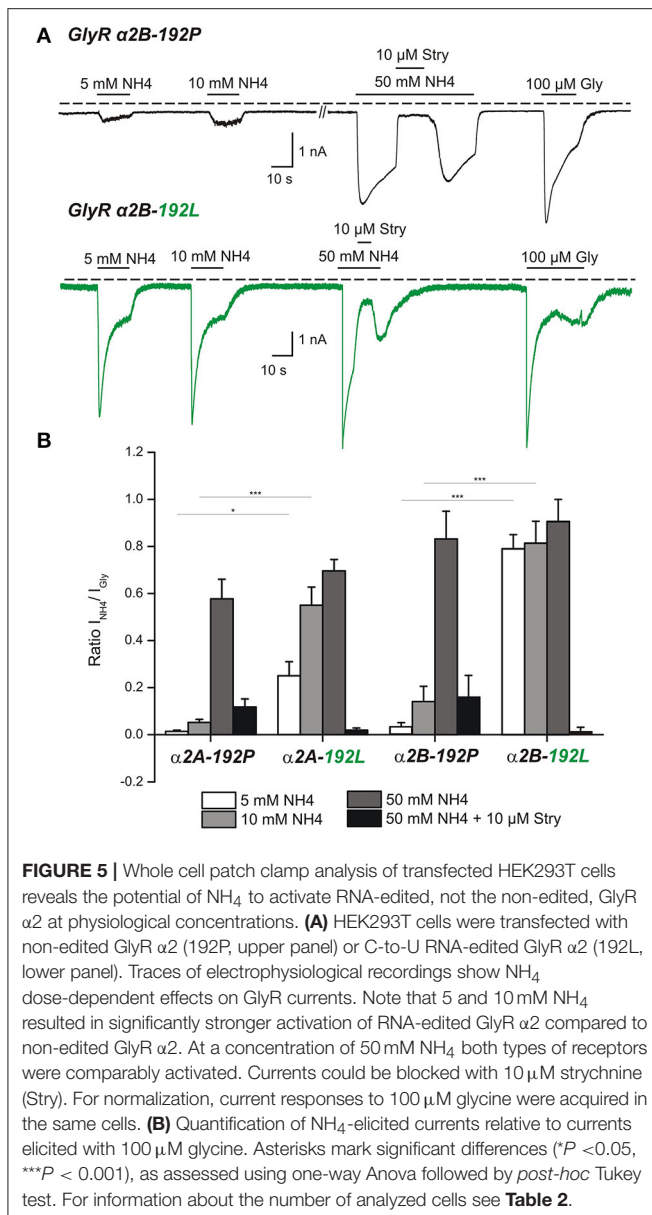 A
GlyR α2B-192P
10 µM Stry
5 mM NH4 10 mM NH4 50 mM NH4 100 µM Gly
//
1 nA
10 s
GlyR α2B-192L
10 µM Stry
5 mM NH4 10 mM NH4 50 mM NH4 100 µM Gly
1 nA
10 s
B
1.2
1.0
0.8
0.6
0.4
0.2
0.0
-0.2
Ratio I_NH4 / I_Gly
* *** *** ***
α2A-192P α2A-192L α2B-192P α2B-192L
5 mM NH4 50 mM NH4
10 mM NH4 50 mM NH4 + 10 µM Stry
FIGURE 5 | Whole cell patch clamp analysis of transfected HEK293T cells
reveals the potential of NH₄ to activate RNA-edited, not the non-edited, GlyR
α2 at physiological concentrations. (A) HEK293T cells were transfected with
non-edited GlyR α2 (192P, upper panel) or C-to-U RNA-edited GlyR α2 (192L,
lower panel). Traces of electrophysiological recordings show NH₄
dose-dependent effects on GlyR currents. Note that 5 and 10 mM NH₄
resulted in significantly stronger activation of RNA-edited GlyR α2 compared to
non-edited GlyR α2. At a concentration of 50 mM NH₄ both types of receptors
were comparably activated. Currents could be blocked with 10 µM strychnine
(Stry). For normalization, current responses to 100 µM glycine were acquired in
the same cells. (B) Quantification of NH₄-elicited currents relative to currents
elicited with 100 µM glycine. Asterisks mark significant differences (*P <0.05,
***P < 0.001), as assessed using one-way Anova followed by post-hoc Tukey
test. For information about the number of analyzed cells see Table 2.